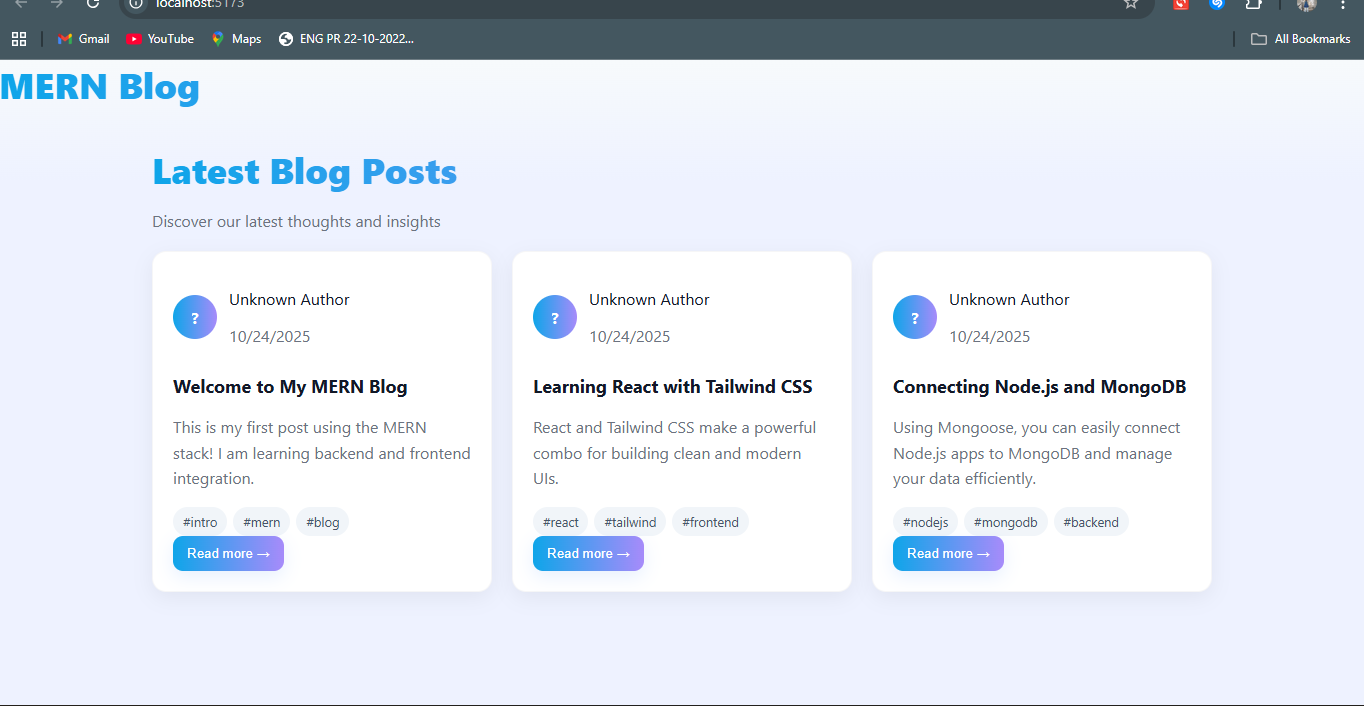 localhost:5173
Gmail YouTube Maps ENG PR 22-10-2022... All Bookmarks
MERN Blog
Latest Blog Posts
Discover our latest thoughts and insights
?
Unknown Author
10/24/2025
Welcome to My MERN Blog
This is my first post using the MERN
stack! I am learning backend and frontend
integration.
#intro #mern #blog
Read more →
?
Unknown Author
10/24/2025
Learning React with Tailwind CSS
React and Tailwind CSS make a powerful
combo for building clean and modern
UIs.
#react #tailwind #frontend
Read more →
?
Unknown Author
10/24/2025
Connecting Node.js and MongoDB
Using Mongoose, you can easily connect
Node.js apps to MongoDB and manage
your data efficiently.
#nodejs #mongodb #backend
Read more →